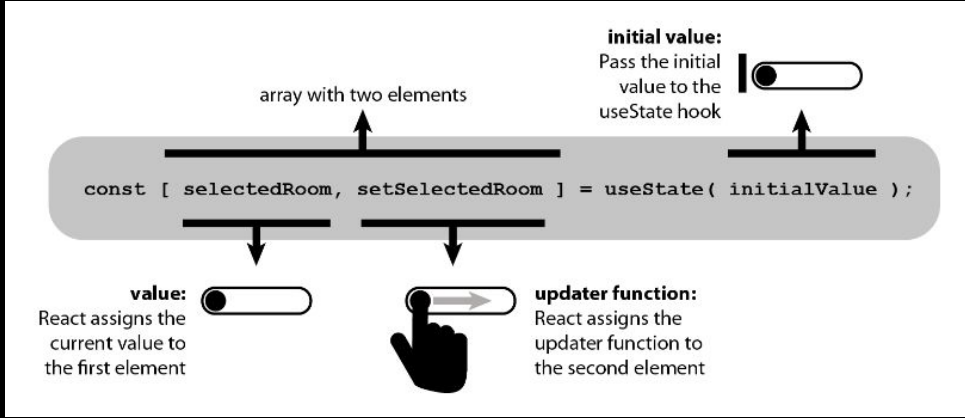 initial value:
Pass the initial
value to the
useState hook
array with two elements
const [ selectedRoom, setSelectedRoom ] = useState( initialValue );
value:
React assigns the
current value to
the first element
updater function:
React assigns the
updater function to
the second element